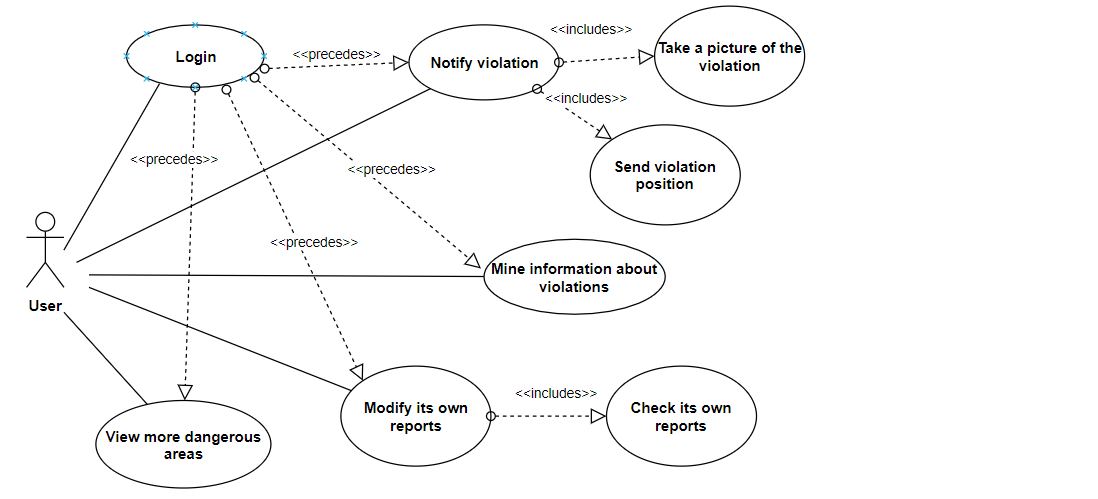 <<includes>>
Take a picture of the
violation
Login
<<precedes>>
Notify violation
<<includes>>
<<precedes>>
<<precedes>>
Send violation
position
<<precedes>>
Mine information about
violations
User
<<includes>>
Modify its own
reports
Check its own
reports
View more dangerous
areas